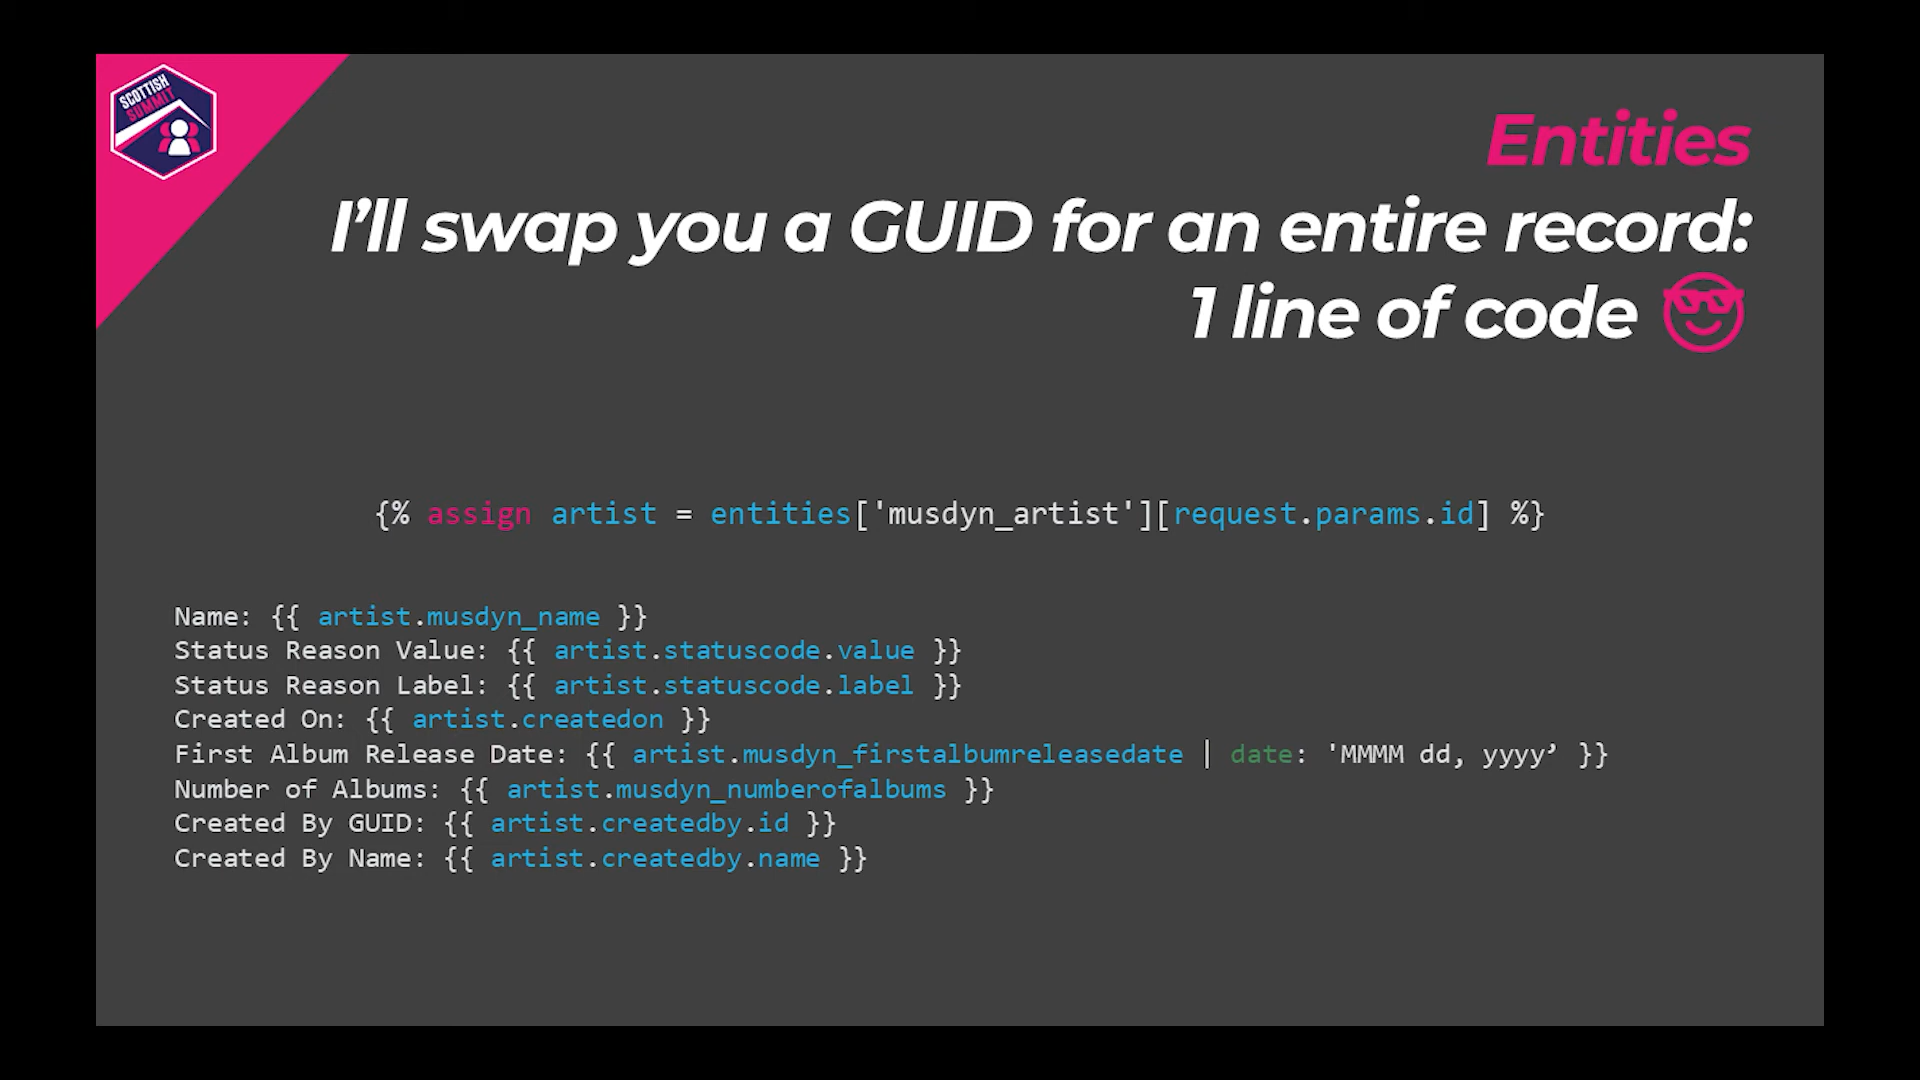 SCOTTISH
SUMMIT
Entities
I’ll swap you a GUID for an entire record:
1 line of code
{% assign artist = entities['musdyn_artist'][request.params.id] %}
Name: {{ artist.musdyn_name }}
Status Reason Value: {{ artist.statuscode.value }}
Status Reason Label: {{ artist.statuscode.label }}
Created On: {{ artist.createdon }}
First Album Release Date: {{ artist.musdyn_firstalbumreleasedate | date: 'MMMM dd, yyyy’ }}
Number of Albums: {{ artist.musdyn_numberofalbums }}
Created By GUID: {{ artist.createdby.id }}
Created By Name: {{ artist.createdby.name }}